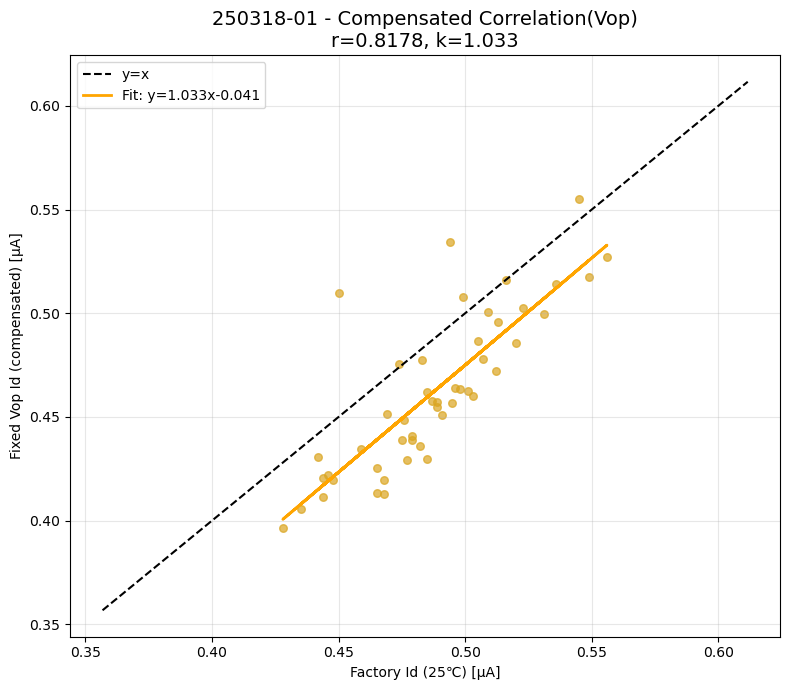 250318-01 - Compensated Correlation(Vop)
r=0.8178, k=1.033
y=x
Fit: y=1.033x-0.041
0.60
0.55
0.50
0.45
0.40
0.35
Fixed Vop Id (compensated) [μA]
0.35 0.40 0.45 0.50 0.55 0.60
Factory Id (25℃) [μA]